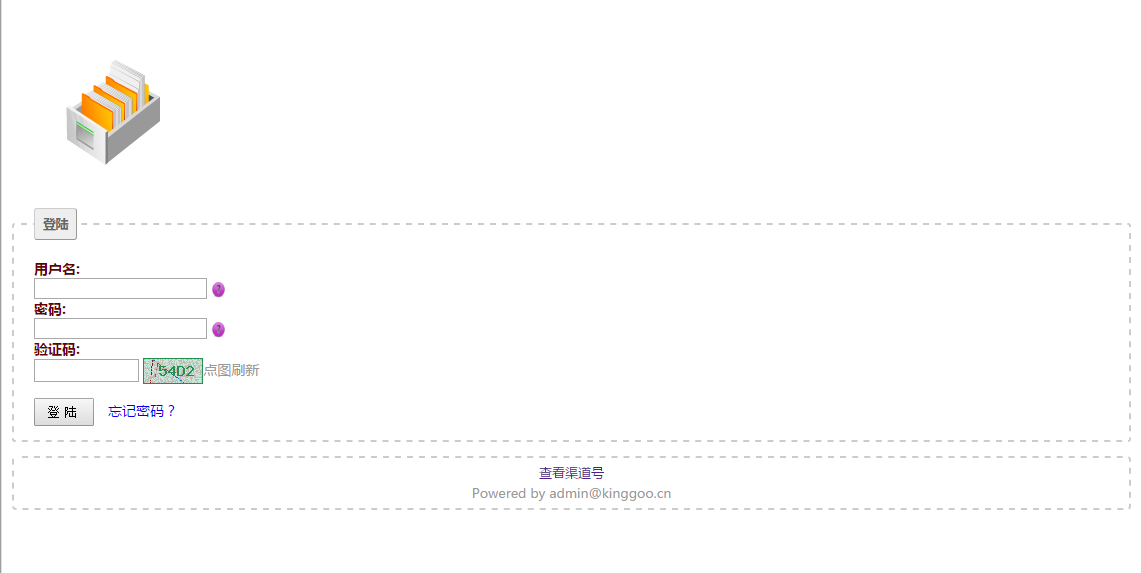 登陆
用户名:
密码:
验证码:
54D2 点图刷新
登 陆 忘记密码？
查看渠道号
Powered by admin@kinggoo.cn